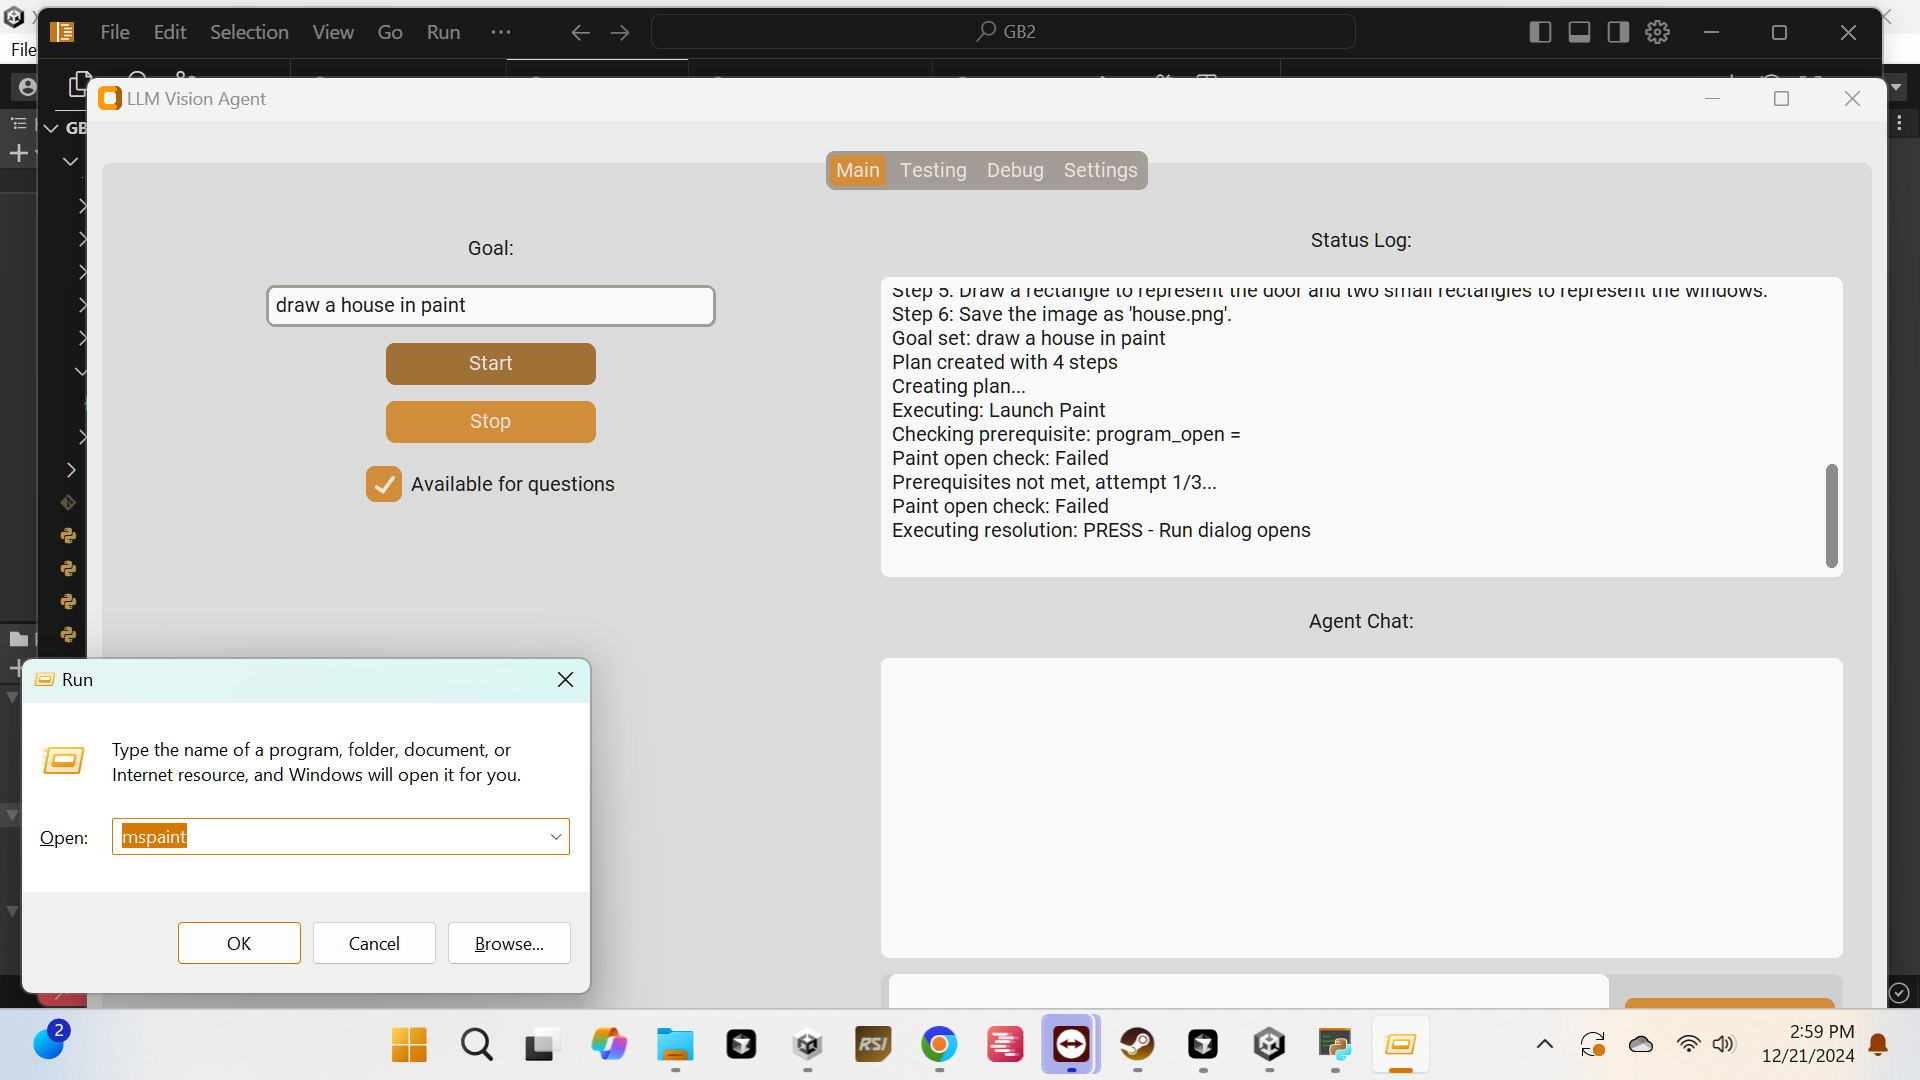 File Edit Selection View Go Run ...
GB2
File
GB
LLM Vision Agent
Main Testing Debug Settings
Goal:
draw a house in paint
Start
Stop
Available for questions
Status Log:
Step 5: Draw a rectangle to represent the door and two small rectangles to represent the windows.
Step 6: Save the image as 'house.png'.
Goal set: draw a house in paint
Plan created with 4 steps
Creating plan...
Executing: Launch Paint
Checking prerequisite: program_open =
Paint open check: Failed
Prerequisites not met, attempt 1/3...
Paint open check: Failed
Executing resolution: PRESS - Run dialog opens
Agent Chat:
Run
Type the name of a program, folder, document, or
Internet resource, and Windows will open it for you.
Open: mspaint
OK Cancel Browse...
2
RSI
2:59 PM
12/21/2024